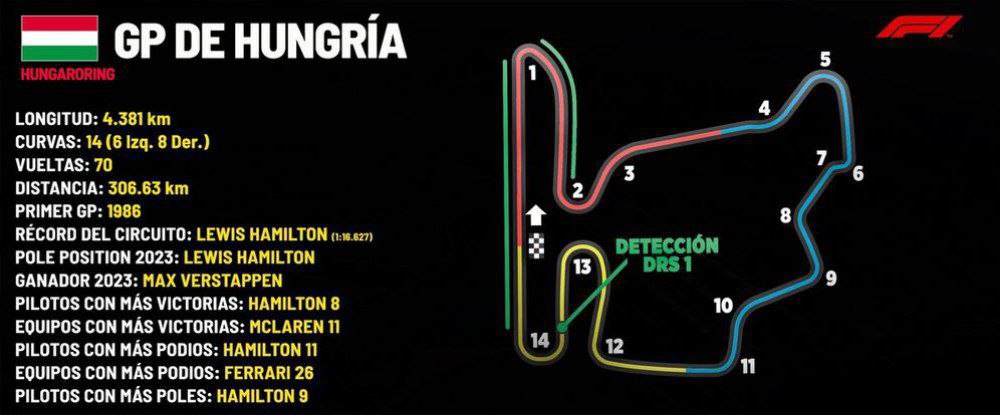 GP DE HUNGRÍA
HUNGARORING
LONGITUD: 4.381 km
CURVAS: 14 (6 Izq. 8 Der.)
VUELTAS: 70
DISTANCIA: 306.63 km
PRIMER GP: 1986
RÉCORD DEL CIRCUITO: LEWIS HAMILTON (1:16.627)
POLE POSITION 2023: LEWIS HAMILTON
GANADOR 2023: MAX VERSTAPPEN
PILOTOS CON MÁS VICTORIAS: HAMILTON 8
EQUIPOS CON MÁS VICTORIAS: MCLAREN 11
PILOTOS CON MÁS PODIOS: HAMILTON 11
EQUIPOS CON MÁS PODIOS: FERRARI 26
PILOTOS CON MÁS POLES: HAMILTON 9
F1
1
2
3
4
5
6
7
8
9
10
11
12
13
14
DETECCIÓN
DRS 1